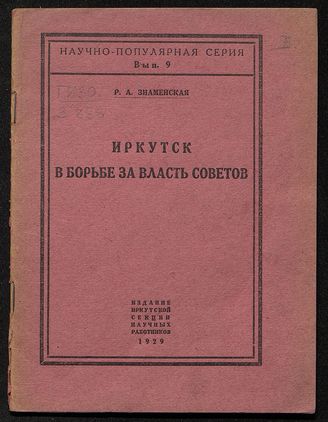 НАУЧНО-ПОПУЛЯРНАЯ СЕРИЯ
Вып. 9
Р. А. ЗНАМЕНСКАЯ
ИРКУТСК
В БОРЬБЕ ЗА ВЛАСТЬ СОВЕТОВ
ИЗДАНИЕ
ИРКУТСКОЙ
СЕКЦИИ
НАУЧНЫХ
РАБОТНИКОВ
1929